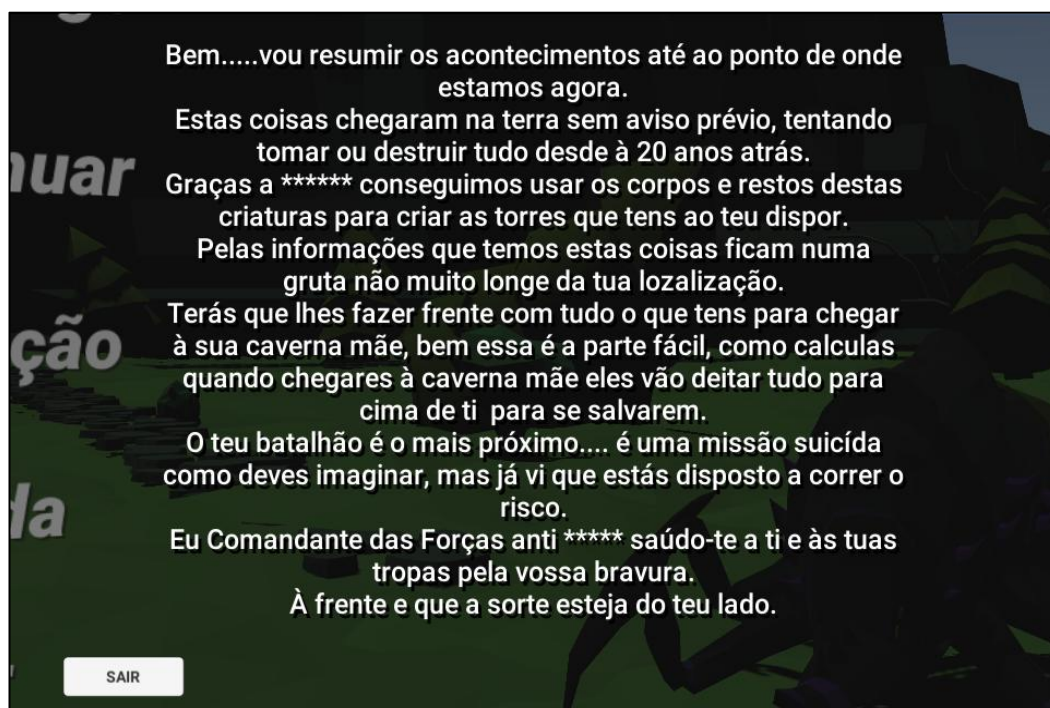 Bem.....vou resumir os acontecimentos até ao ponto de onde
estamos agora.
Estas coisas chegaram na terra sem aviso prévio, tentando
tomar ou destruir tudo desde à 20 anos atrás.
Graças a ****** conseguimos usar os corpos e restos destas
criaturas para criar as torres que tens ao teu dispor.
Pelas informações que temos estas coisas ficam numa
gruta não muito longe da tua lozalização.
Terás que lhes fazer frente com tudo o que tens para chegar
à sua caverna mãe, bem essa é a parte fácil, como calculas
quando chegares à caverna mãe eles vão deitar tudo para
cima de ti  para se salvarem.
O teu batalhão é o mais próximo.... é uma missão suicída
como deves imaginar, mas já vi que estás disposto a correr o
risco.
Eu Comandante das Forças anti ***** saúdo-te a ti e às tuas
tropas pela vossa bravura.
À frente e que a sorte esteja do teu lado.
nuar
ção
da
SAIR